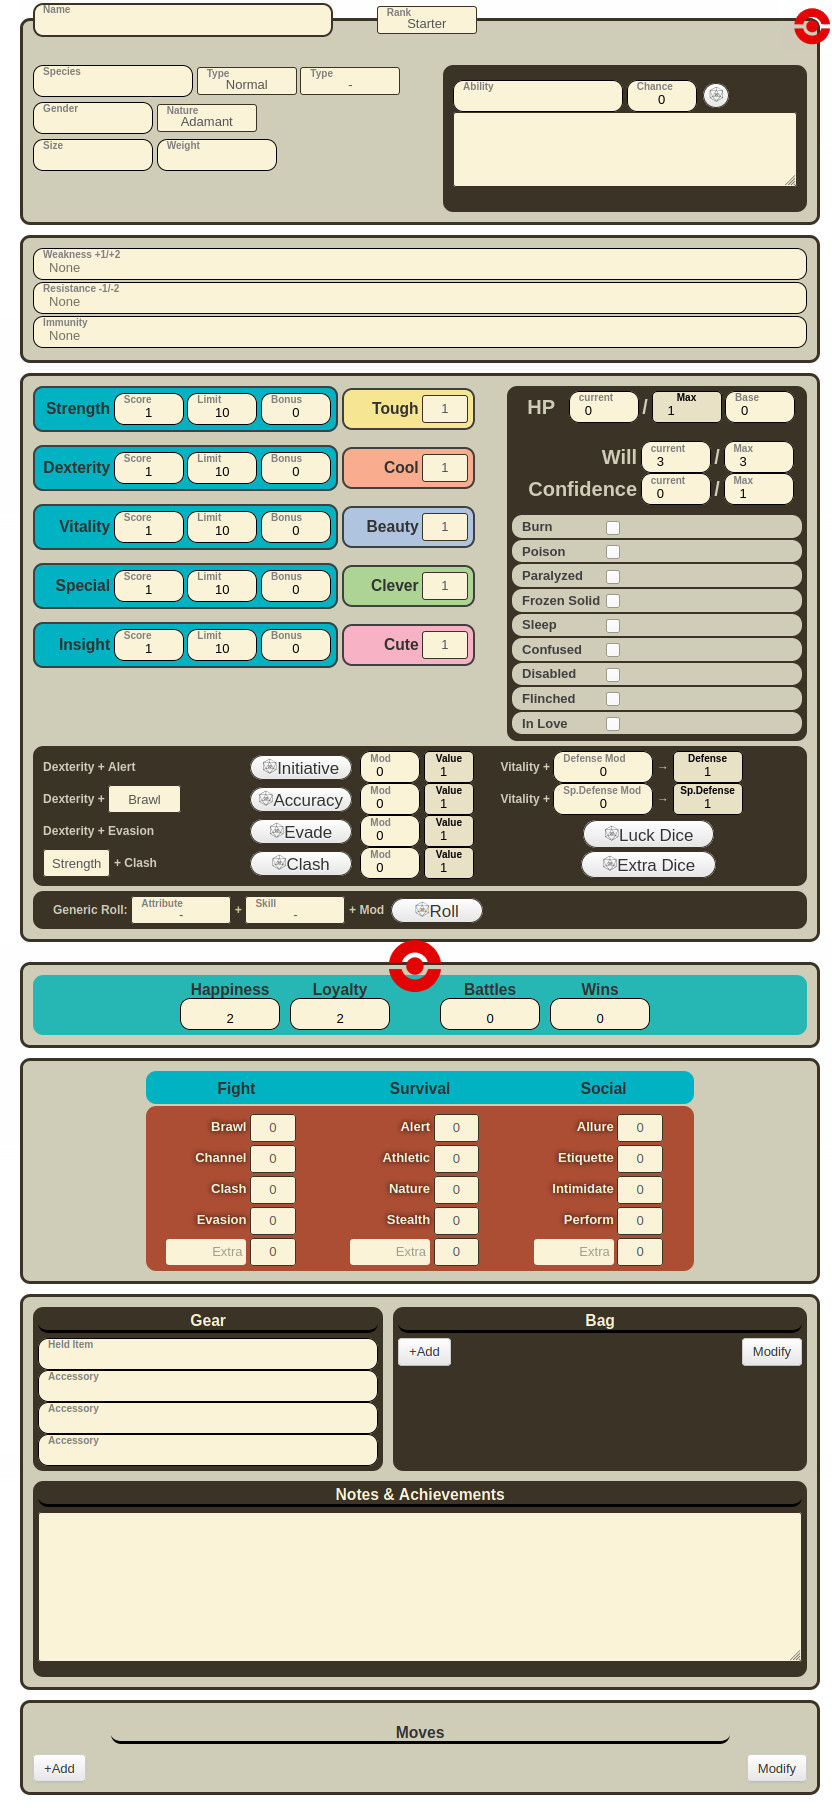 Name
Rank
Starter
Species
Type
Normal
Type
-
Ability
Chance
0
Gender
Nature
Adamant
Size
Weight
Weakness +1/+2
None
Resistance -1/-2
None
Immunity
None
Strength Score 1 Limit 10 Bonus 0 Tough 1
HP current 0 / Max 1 Base 0
Dexterity Score 1 Limit 10 Bonus 0 Cool 1
Will current 3 / Max 3
Confidence current 0 / Max 1
Vitality Score 1 Limit 10 Bonus 0 Beauty 1
Burn
Poison
Special Score 1 Limit 10 Bonus 0 Clever 1
Paralyzed
Frozen Solid
Sleep
Insight Score 1 Limit 10 Bonus 0 Cute 1
Confused
Disabled
Flinched
In Love
Dexterity + Alert Initiative Mod 0 Value 1 Vitality + Defense Mod 0 → Defense 1
Dexterity + Brawl Accuracy Mod 0 Value 1 Vitality + Sp.Defense Mod 0 → Sp.Defense 1
Dexterity + Evasion Evade Mod 0 Value 1 Luck Dice
Strength + Clash Clash Mod 0 Value 1 Extra Dice
Generic Roll: Attribute - + Skill - + Mod Roll
Happiness Loyalty Battles Wins
2 2 0 0
Fight Survival Social
Brawl 0 Alert 0 Allure 0
Channel 0 Athletic 0 Etiquette 0
Clash 0 Nature 0 Intimidate 0
Evasion 0 Stealth 0 Perform 0
Extra 0 Extra 0 Extra 0
Gear Bag
Held Item
+Add Modify
Accessory
Accessory
Accessory
Notes & Achievements
Moves
+Add Modify